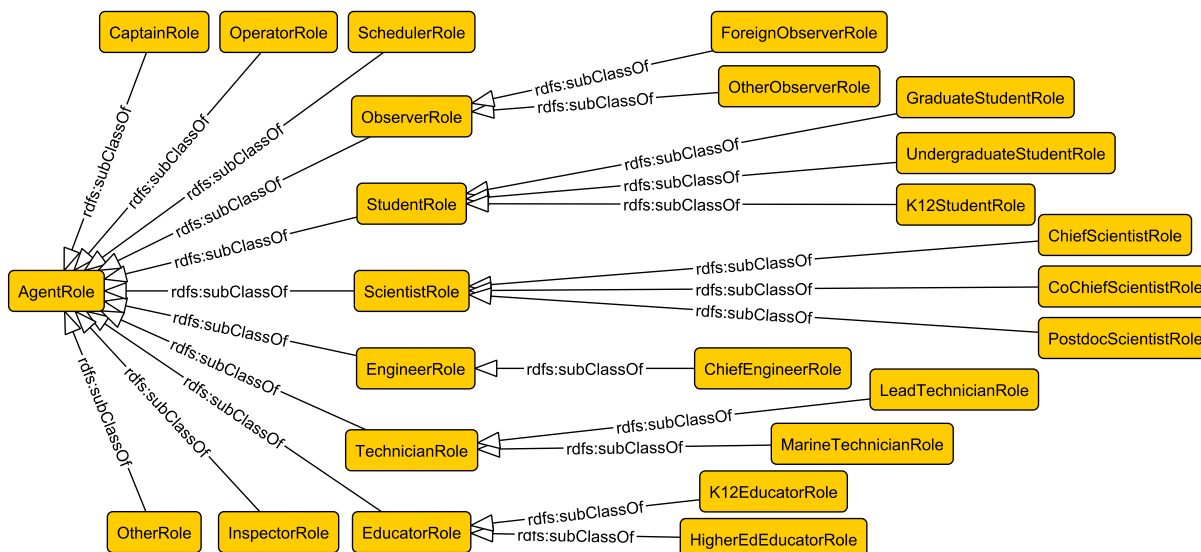 CaptainRole
OperatorRole
SchedulerRole
ForeignObserverRole
rdfs:subClassOf
OtherObserverRole
rdfs:subClassOf
GraduateStudentRole
ObserverRole
rdfs:subClassOf
rdfs:subClassOf
rdfs:subClassOf
rdfs:subClassOf
rdfs:subClassOf
UndergraduateStudentRole
rdfs:subClassOf
StudentRole
rdfs:subClassOf
K12StudentRole
rdfs:subClassOf
ChiefScientistRole
rdfs:subClassOf
AgentRole
rdfs:subClassOf
ScientistRole
rdfs:subClassOf
CoChiefScientistRole
rdfs:subClassOf
PostdocScientistRole
rdfs:subClassOf
EngineerRole
rdfs:subClassOf
ChiefEngineerRole
rdfs:subClassOf
LeadTechnicianRole
rdfs:subClassOf
rdfs:subClassOf
rdfs:subClassOf
rdfs:subClassOf
TechnicianRole
rdfs:subClassOf
MarineTechnicianRole
K12EducatorRole
rdfs:subClassOf
OtherRole
InspectorRole
EducatorRole
rdfs:subClassOf
HigherEdEducatorRole